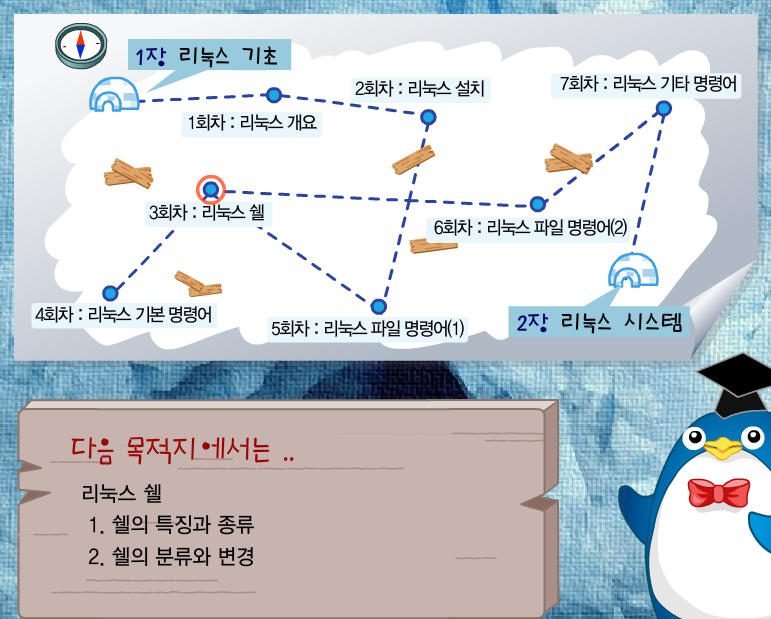 1장 리눅스 기초
1회차 : 리눅스 개요
2회차 : 리눅스 설치
7회차 : 리눅스 기타 명령어
3회차 : 리눅스 쉘
6회차 : 리눅스 파일 명령어(2)
4회차 : 리눅스 기본 명령어
5회차 : 리눅스 파일 명령어(1)
2장 리눅스 시스템
다음 목적지에서는 ..
리눅스 쉘
1. 쉘의 특징과 종류
2. 쉘의 분류와 변경